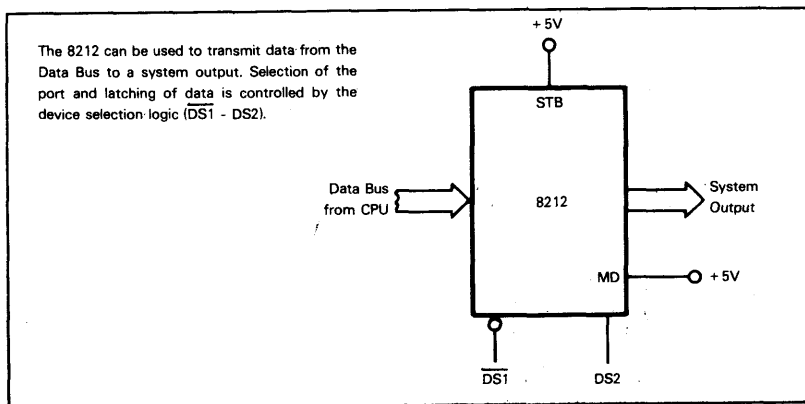 The 8212 can be used to transmit data from the
Data Bus to a system output. Selection of the
port and latching of data is controlled by the
device selection logic (D̅S̅1̅ - DS2).
+ 5V
STB
Data Bus
from CPU
8212
System
Output
MD
+ 5V
D̅S̅1̅
DS2